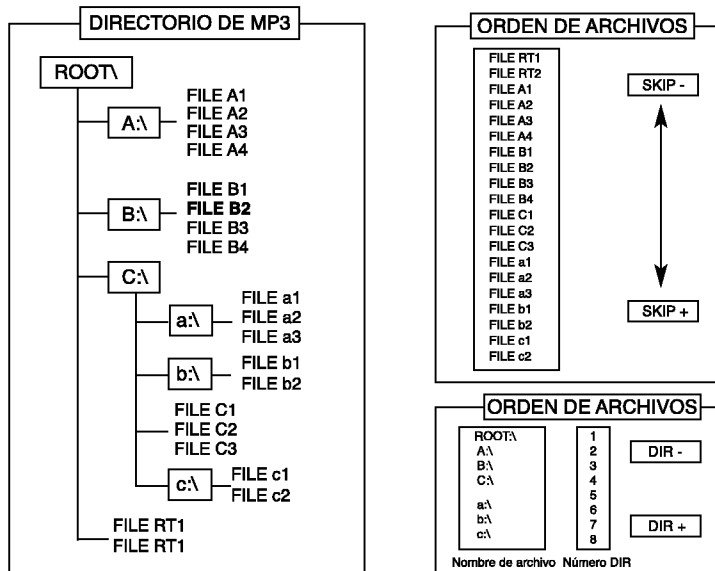 DIRECTORIO DE MP3
ROOT\
A:\
FILE A1
FILE A2
FILE A3
FILE A4
B:\
FILE B1
FILE B2
FILE B3
FILE B4
C:\
a:\
FILE a1
FILE a2
FILE a3
b:\
FILE b1
FILE b2
FILE C1
FILE C2
FILE C3
c:\
FILE c1
FILE c2
FILE RT1
FILE RT1
ORDEN DE ARCHIVOS
FILE RT1
FILE RT2
FILE A1
FILE A2
FILE A3
FILE A4
FILE B1
FILE B2
FILE B3
FILE B4
FILE C1
FILE C2
FILE C3
FILE a1
FILE a2
FILE a3
FILE b1
FILE b2
FILE c1
FILE c2
SKIP -
SKIP +
ORDEN DE ARCHIVOS
ROOT:\ 1
A:\ 2
B:\ 3
C:\ 4
5
a:\ 6
b:\ 7
c:\ 8
DIR -
DIR +
Nombre de archivo Número DIR